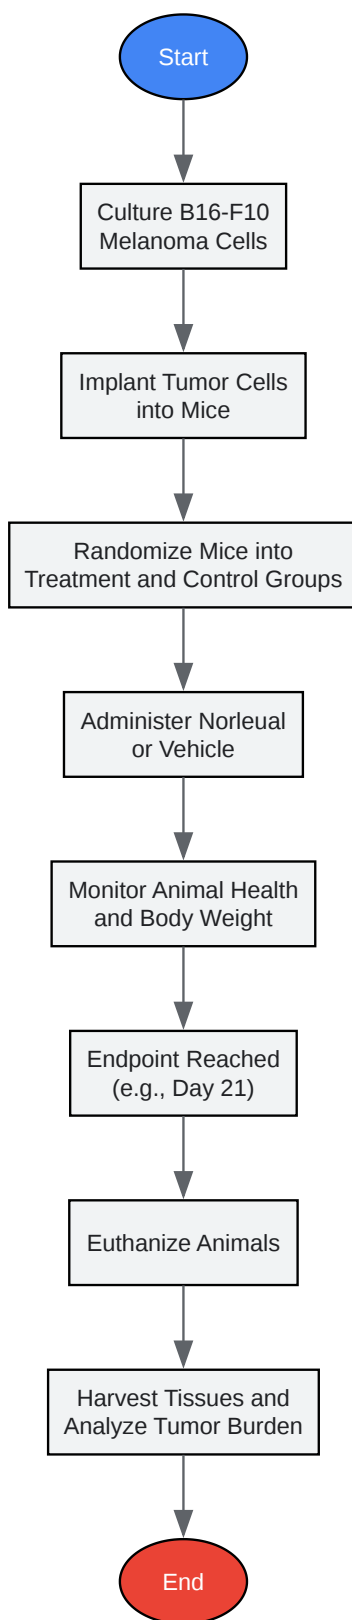 Start
Culture B16-F10
Melanoma Cells
Implant Tumor Cells
into Mice
Randomize Mice into
Treatment and Control Groups
Administer Norleual
or Vehicle
Monitor Animal Health
and Body Weight
Endpoint Reached
(e.g., Day 21)
Euthanize Animals
Harvest Tissues and
Analyze Tumor Burden
End